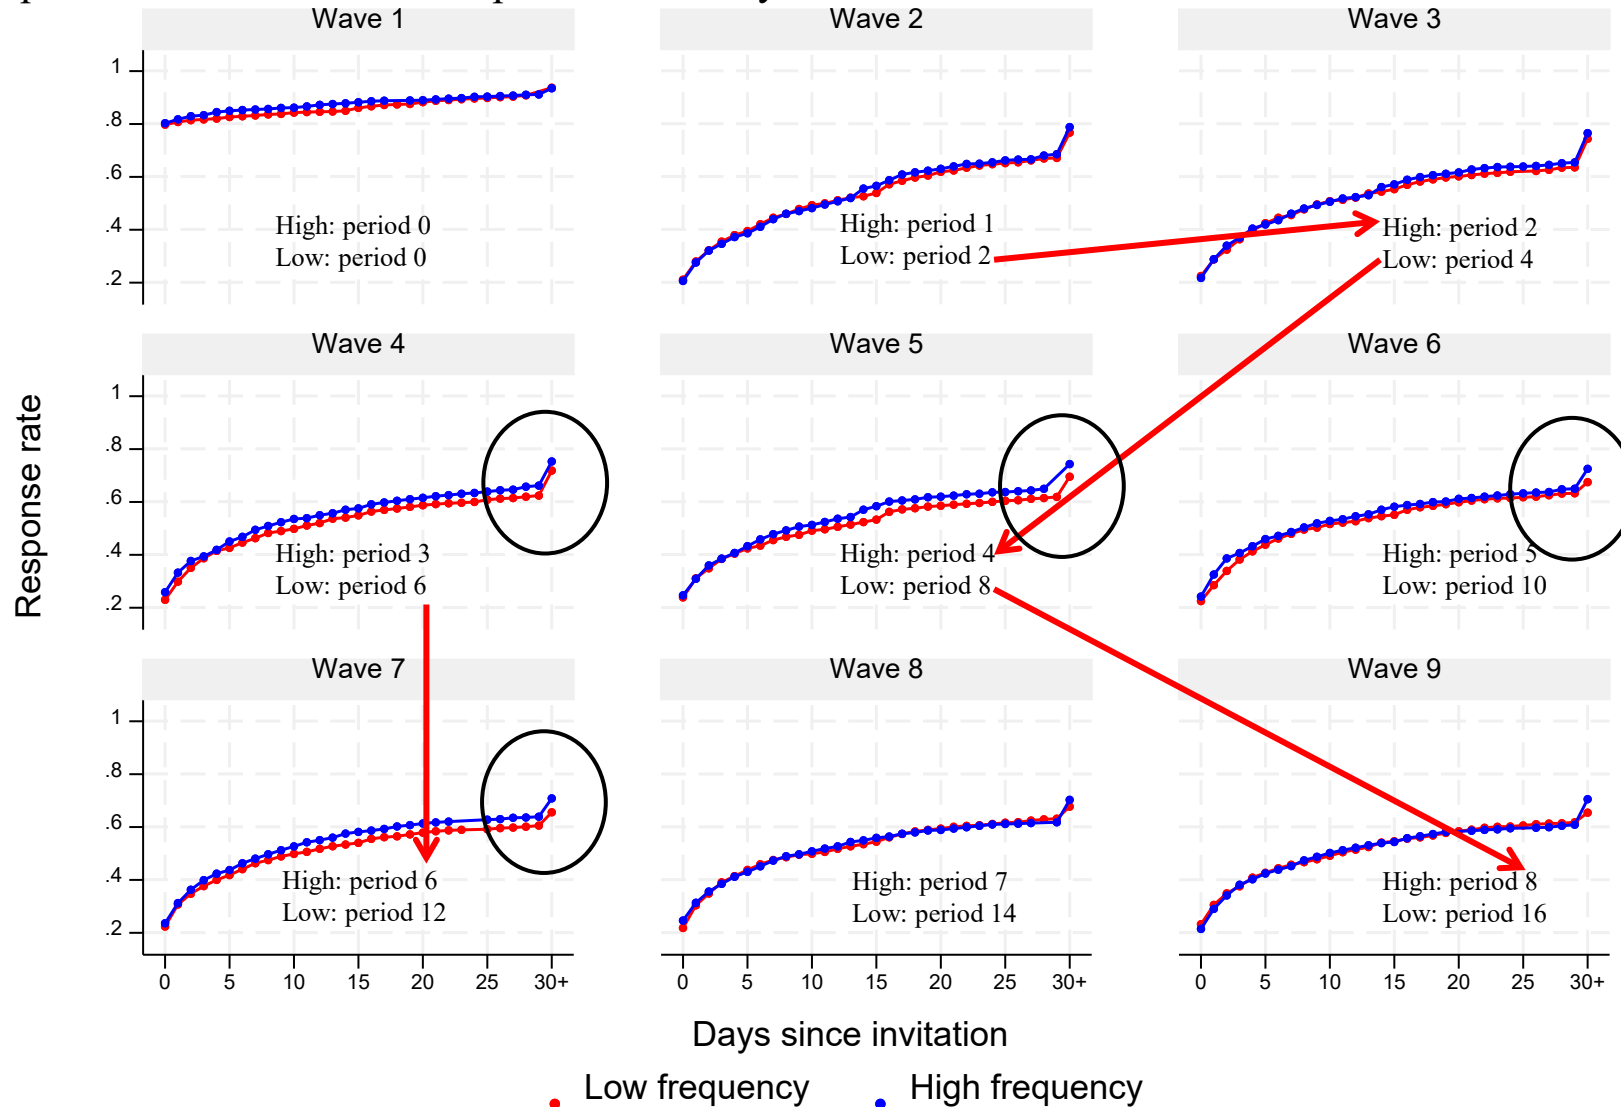 Wave 1
Wave 2
Wave 3
1
.8
.6
.4
.2
High: period 0
Low: period 0
High: period 1
Low: period 2
High: period 2
Low: period 4
Wave 4
Wave 5
Wave 6
1
.8
.6
.4
.2
High: period 3
Low: period 6
High: period 4
Low: period 8
High: period 5
Low: period 10
Response rate
Wave 7
Wave 8
Wave 9
1
.8
.6
.4
.2
High: period 6
Low: period 12
High: period 7
Low: period 14
High: period 8
Low: period 16
0 5 10 15 20 25 30+
0 5 10 15 20 25 30+
0 5 10 15 20 25 30+
Days since invitation
Low frequency
High frequency